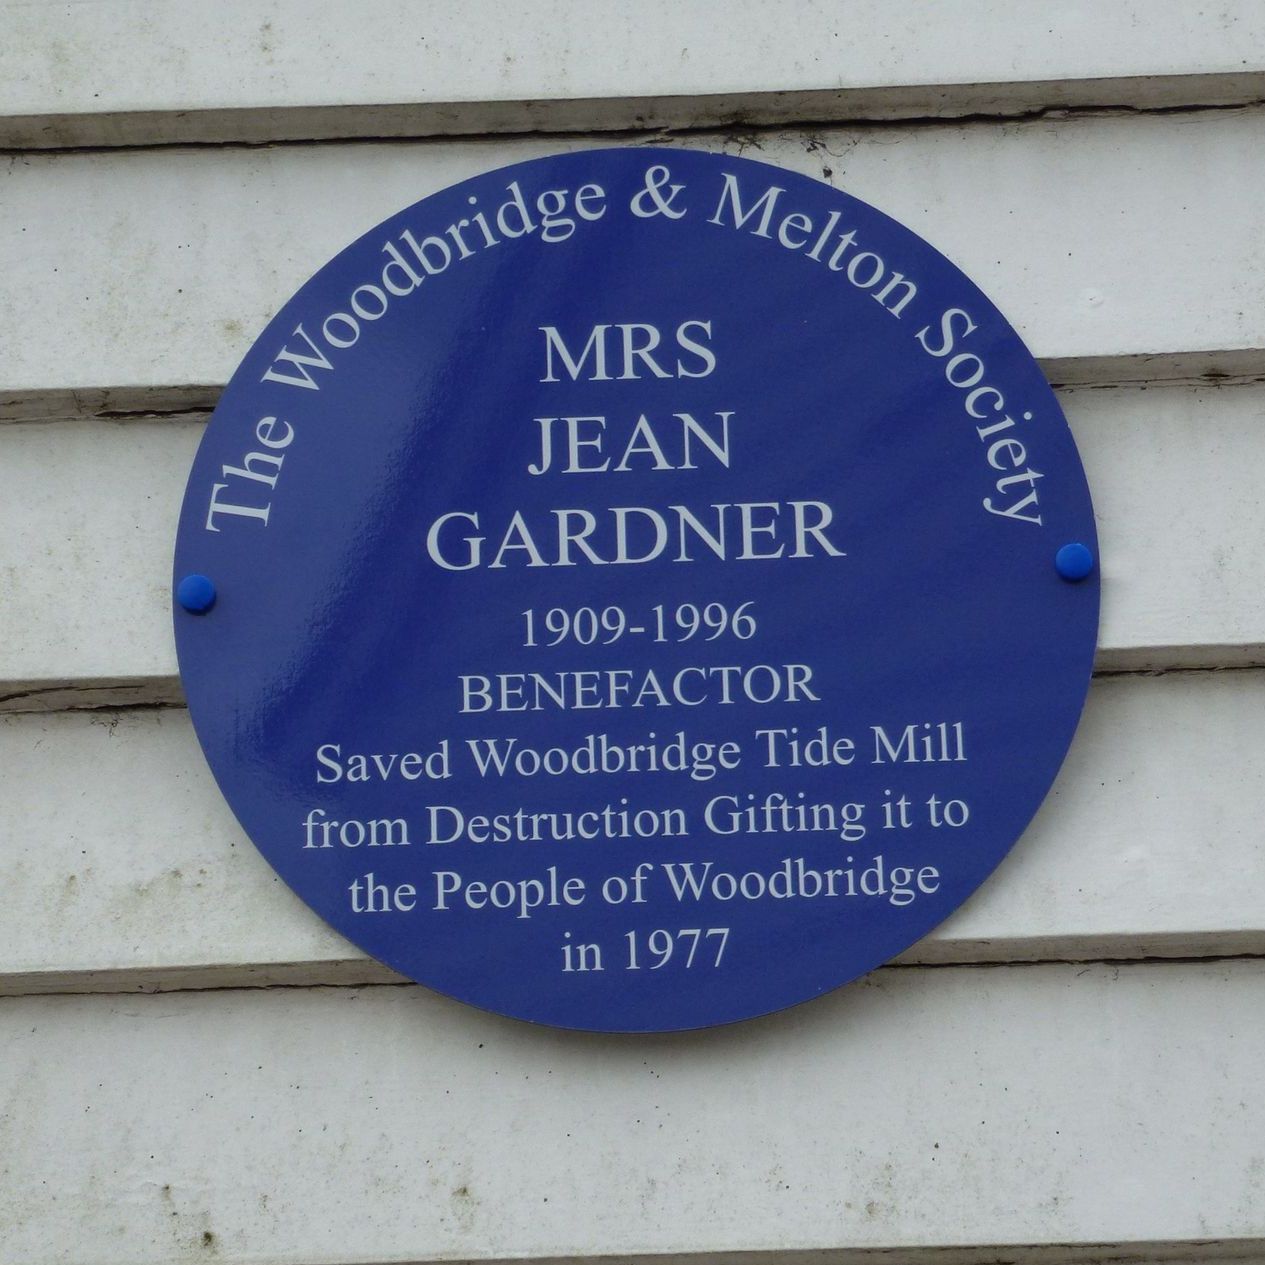 The Woodbridge & Melton Society
MRS
JEAN
GARDNER
1909-1996
BENEFACTOR
Saved Woodbridge Tide Mill
from Destruction Gifting it to
the People of Woodbridge
in 1977